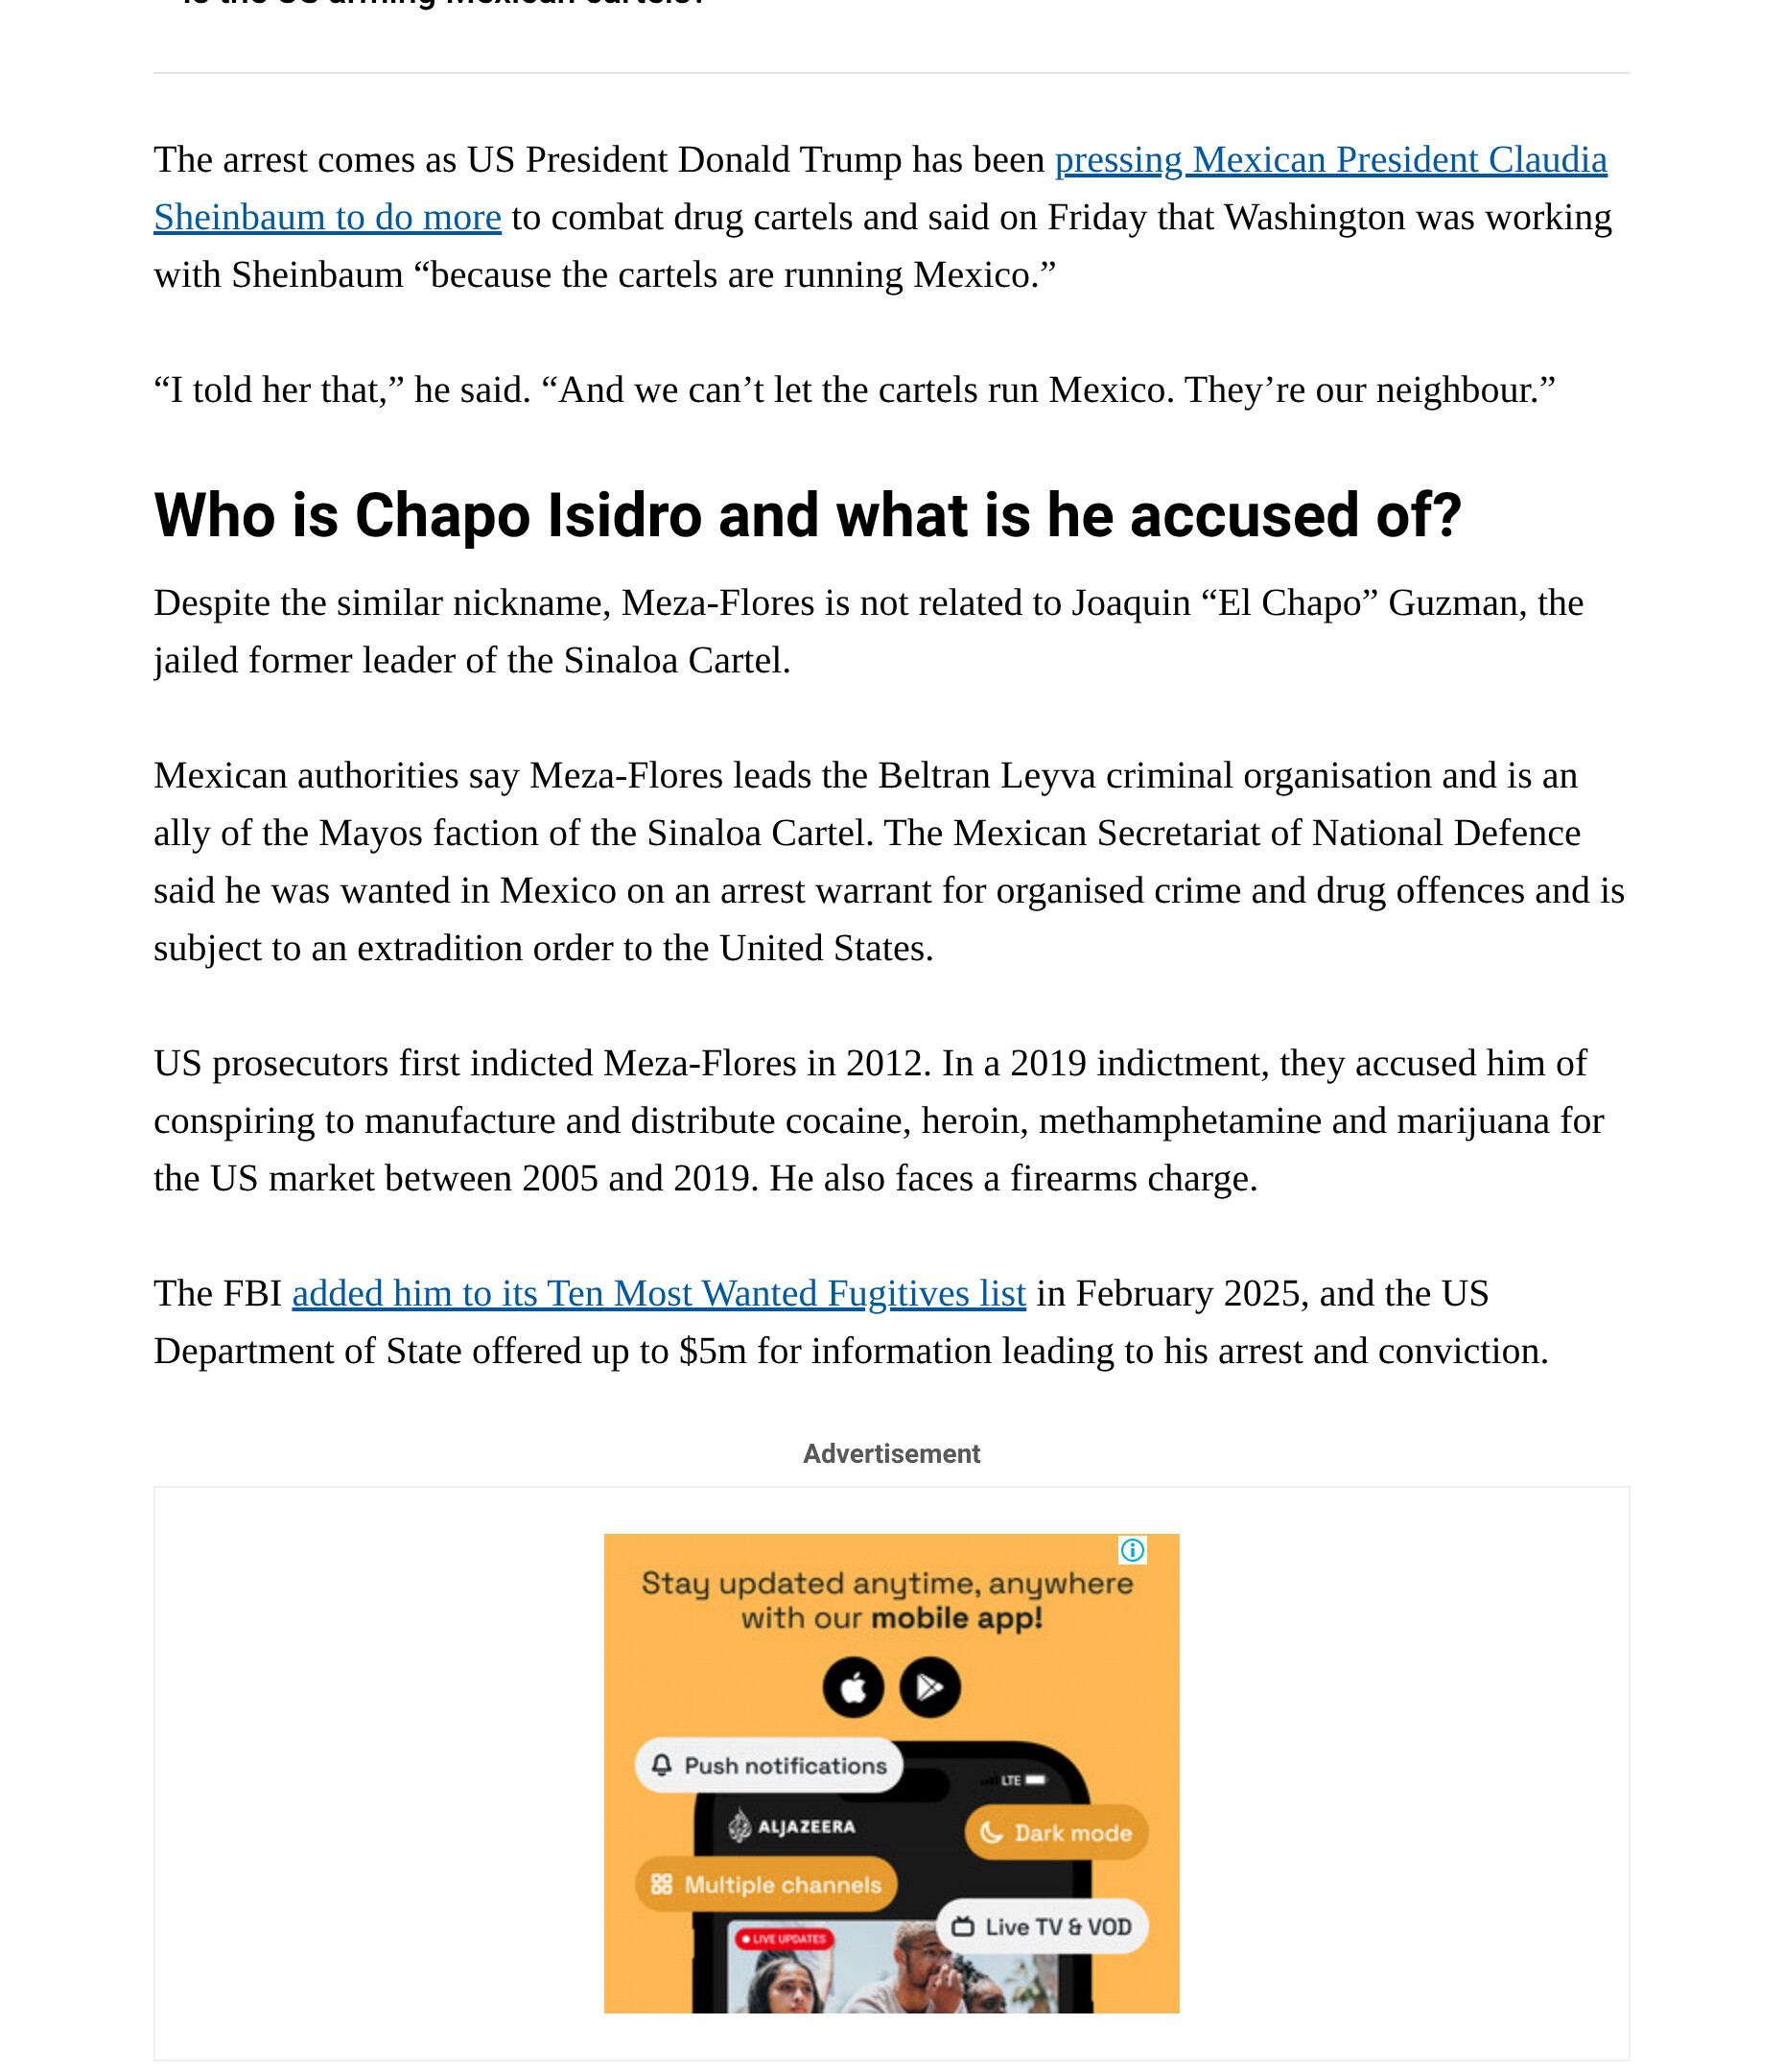 Is the US arming Mexican cartels?
The arrest comes as US President Donald Trump has been pressing Mexican President Claudia
Sheinbaum to do more to combat drug cartels and said on Friday that Washington was working
with Sheinbaum “because the cartels are running Mexico.”
“I told her that,” he said. “And we can’t let the cartels run Mexico. They’re our neighbour.”
Who is Chapo Isidro and what is he accused of?
Despite the similar nickname, Meza-Flores is not related to Joaquin “El Chapo” Guzman, the
jailed former leader of the Sinaloa Cartel.
Mexican authorities say Meza-Flores leads the Beltran Leyva criminal organisation and is an
ally of the Mayos faction of the Sinaloa Cartel. The Mexican Secretariat of National Defence
said he was wanted in Mexico on an arrest warrant for organised crime and drug offences and is
subject to an extradition order to the United States.
US prosecutors first indicted Meza-Flores in 2012. In a 2019 indictment, they accused him of
conspiring to manufacture and distribute cocaine, heroin, methamphetamine and marijuana for
the US market between 2005 and 2019. He also faces a firearms charge.
The FBI added him to its Ten Most Wanted Fugitives list in February 2025, and the US
Department of State offered up to $5m for information leading to his arrest and conviction.
Advertisement
Stay updated anytime, anywhere
with our mobile app!
Push notifications
LTE
ALJAZEERA
Dark mode
Multiple channels
Live TV & VOD
LIVE UPDATES